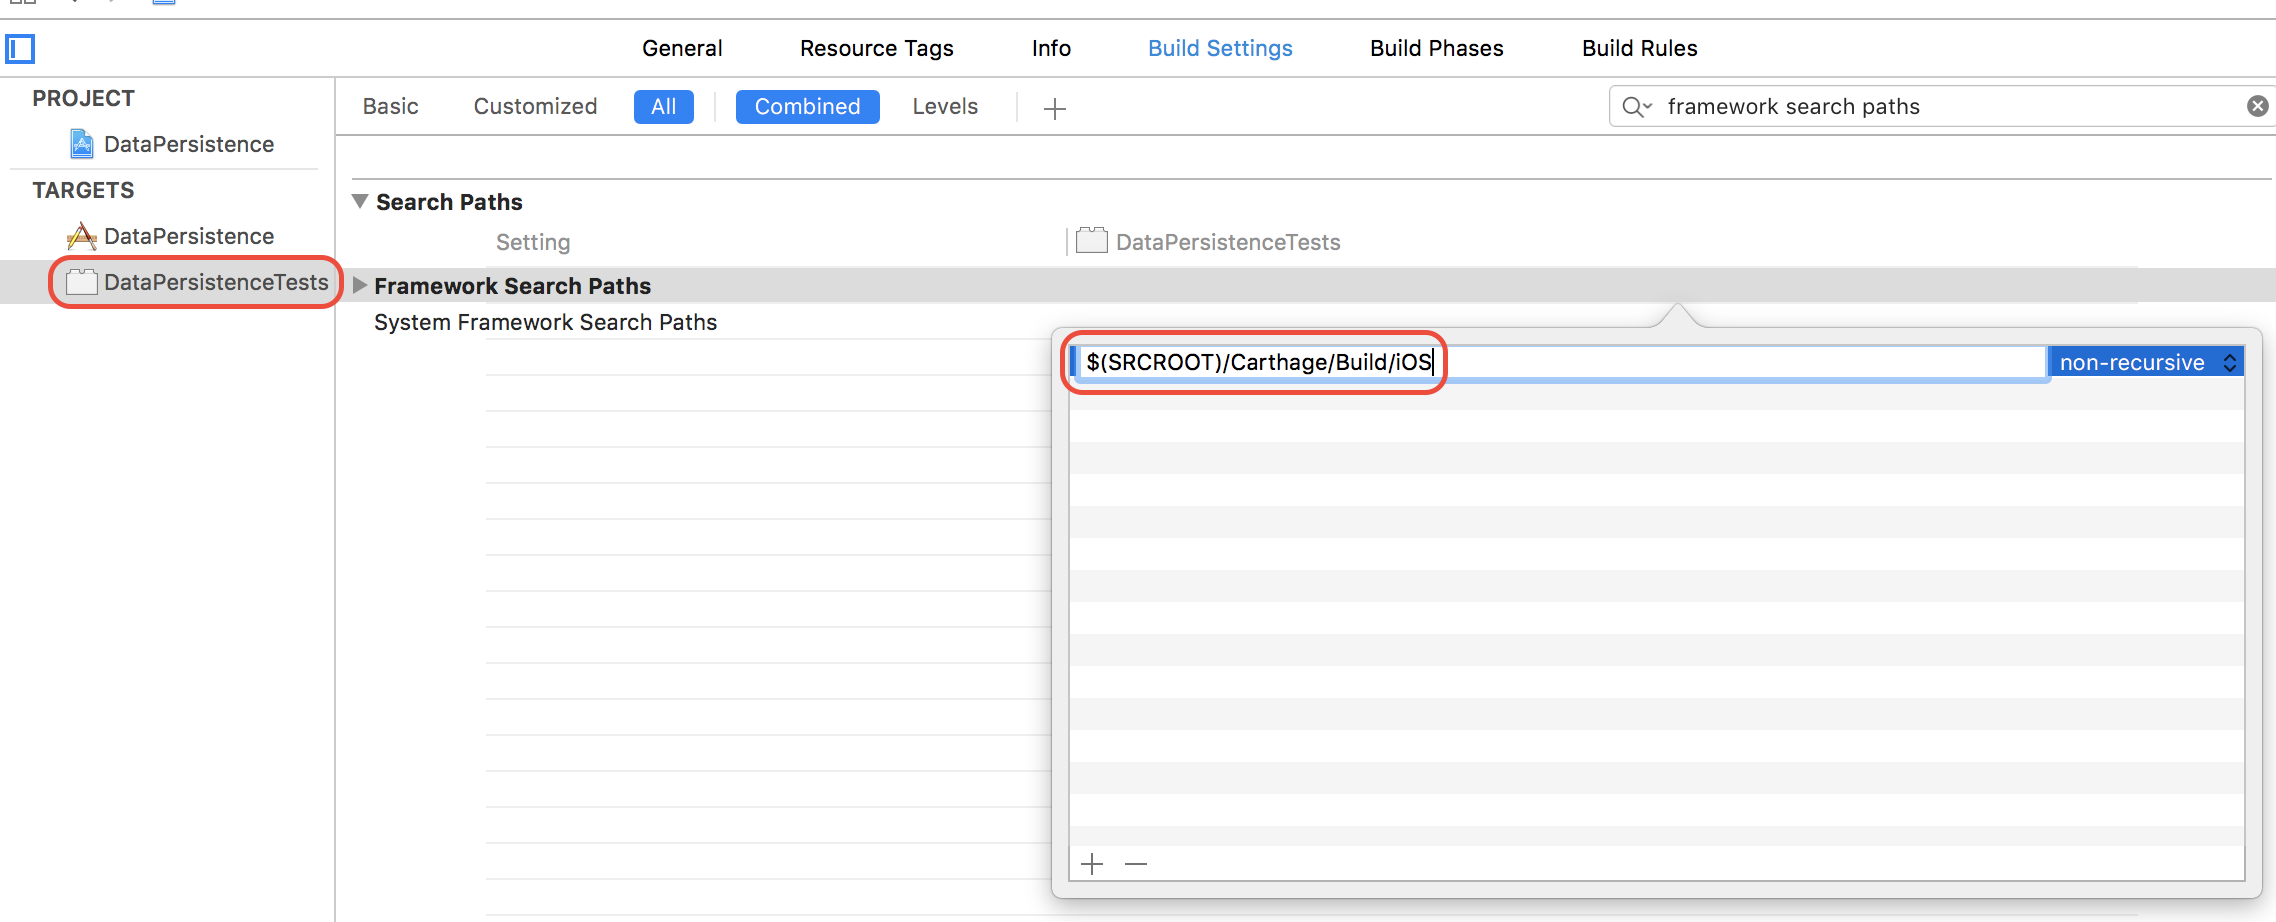 General Resource Tags Info Build Settings Build Phases Build Rules
PROJECT
DataPersistence
TARGETS
DataPersistence
DataPersistenceTests
Basic Customized All Combined Levels framework search paths
Search Paths
Setting DataPersistenceTests
Framework Search Paths
System Framework Search Paths
$(SRCROOT)/Carthage/Build/iOS non-recursive